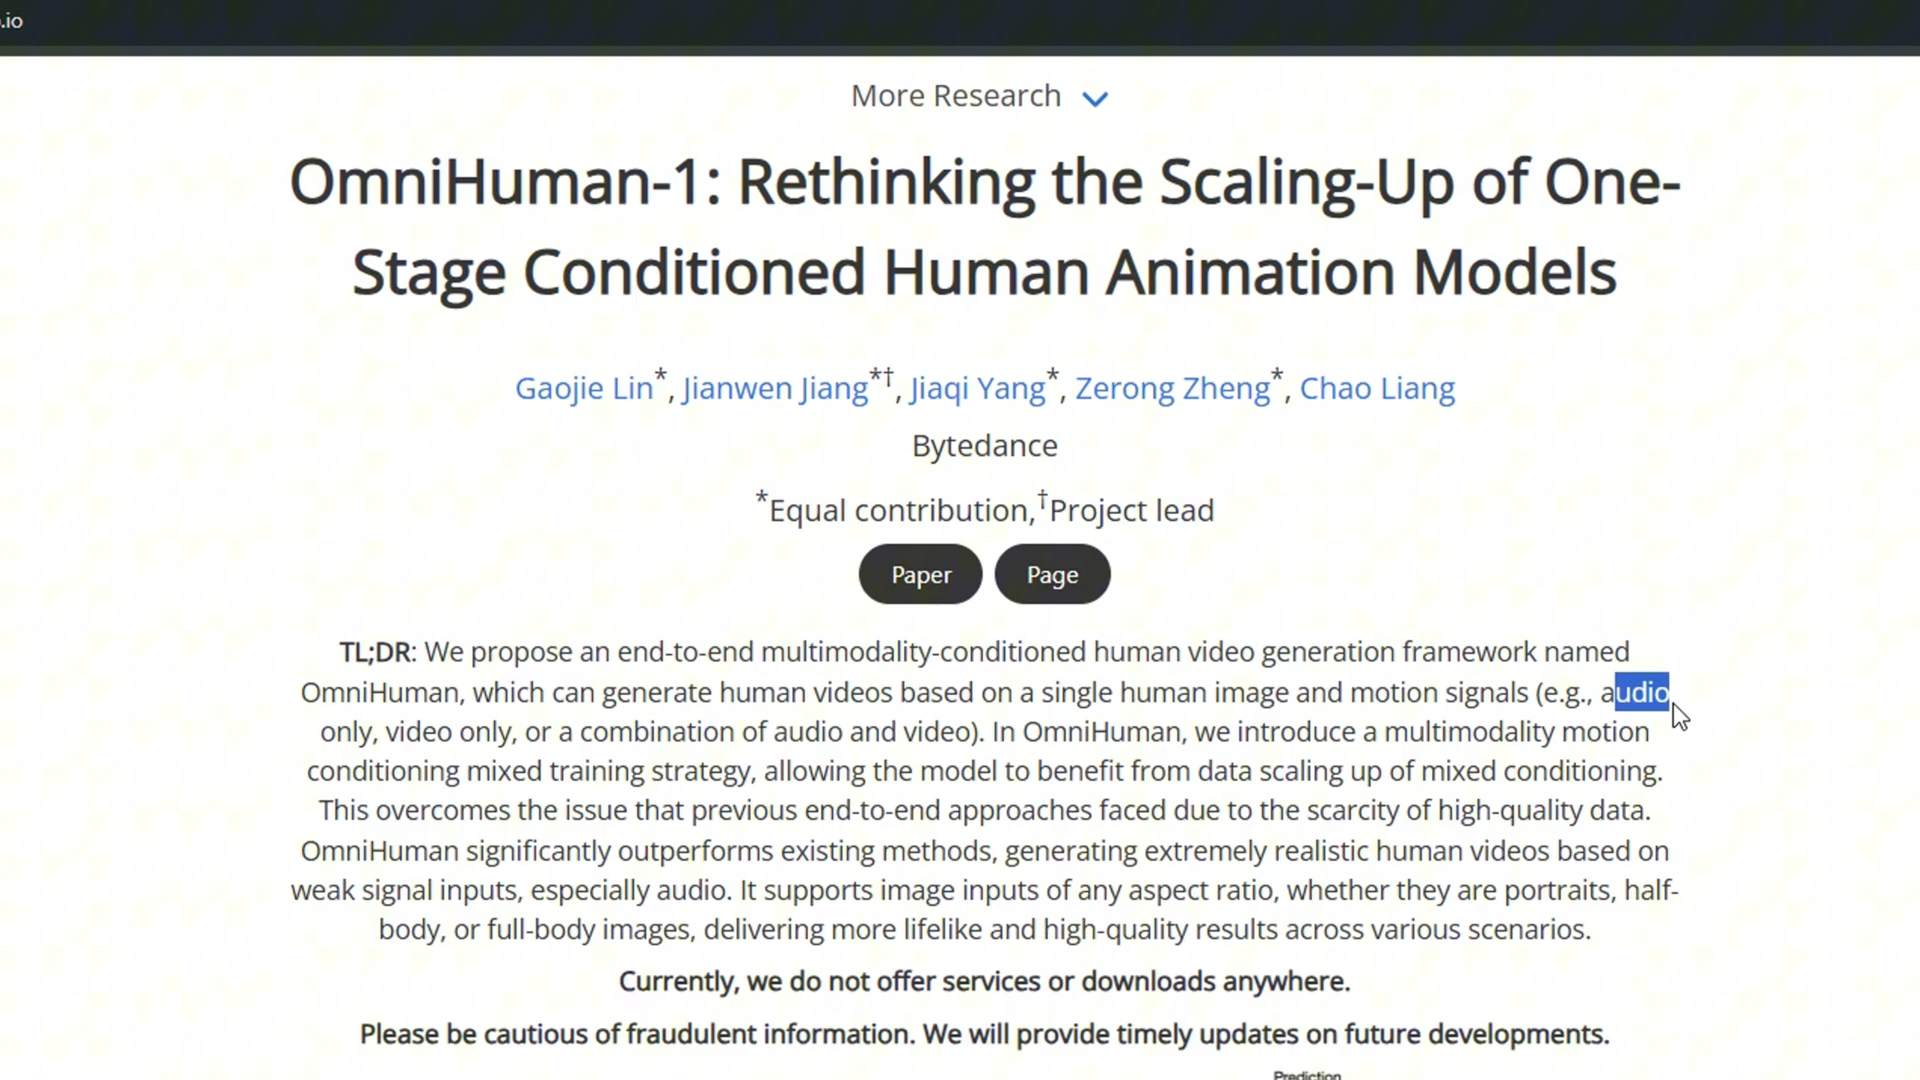 .io
More Research
OmniHuman-1: Rethinking the Scaling-Up of One-
Stage Conditioned Human Animation Models
Gaojie Lin*, Jianwen Jiang*†, Jiaqi Yang*, Zerong Zheng*, Chao Liang
Bytedance
*Equal contribution,†Project lead
Paper Page
TL;DR: We propose an end-to-end multimodality-conditioned human video generation framework named
OmniHuman, which can generate human videos based on a single human image and motion signals (e.g., audio
only, video only, or a combination of audio and video). In OmniHuman, we introduce a multimodality motion
conditioning mixed training strategy, allowing the model to benefit from data scaling up of mixed conditioning.
This overcomes the issue that previous end-to-end approaches faced due to the scarcity of high-quality data.
OmniHuman significantly outperforms existing methods, generating extremely realistic human videos based on
weak signal inputs, especially audio. It supports image inputs of any aspect ratio, whether they are portraits, half-
body, or full-body images, delivering more lifelike and high-quality results across various scenarios.
Currently, we do not offer services or downloads anywhere.
Please be cautious of fraudulent information. We will provide timely updates on future developments.
Prediction